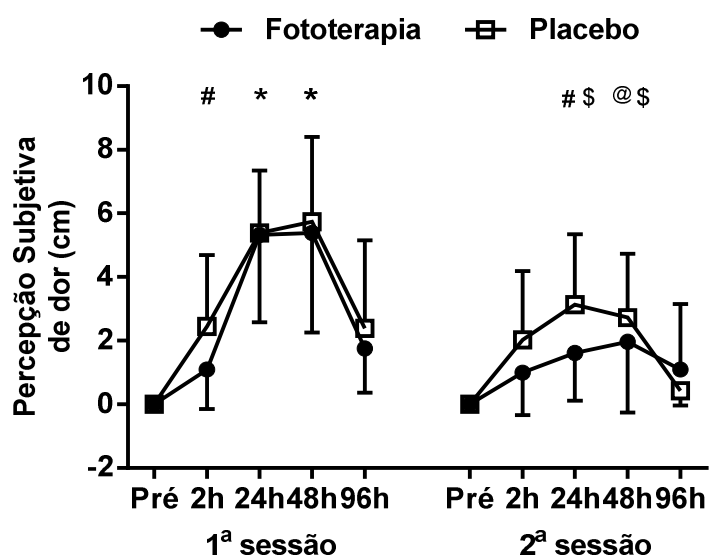 Fototerapia Placebo
Percepção Subjetiva
de dor (cm)
10
8
6
4
2
0
-2
# * * # $ @ $
Pré 2h 24h 48h 96h Pré 2h 24h 48h 96h
1ª sessão 2ª sessão